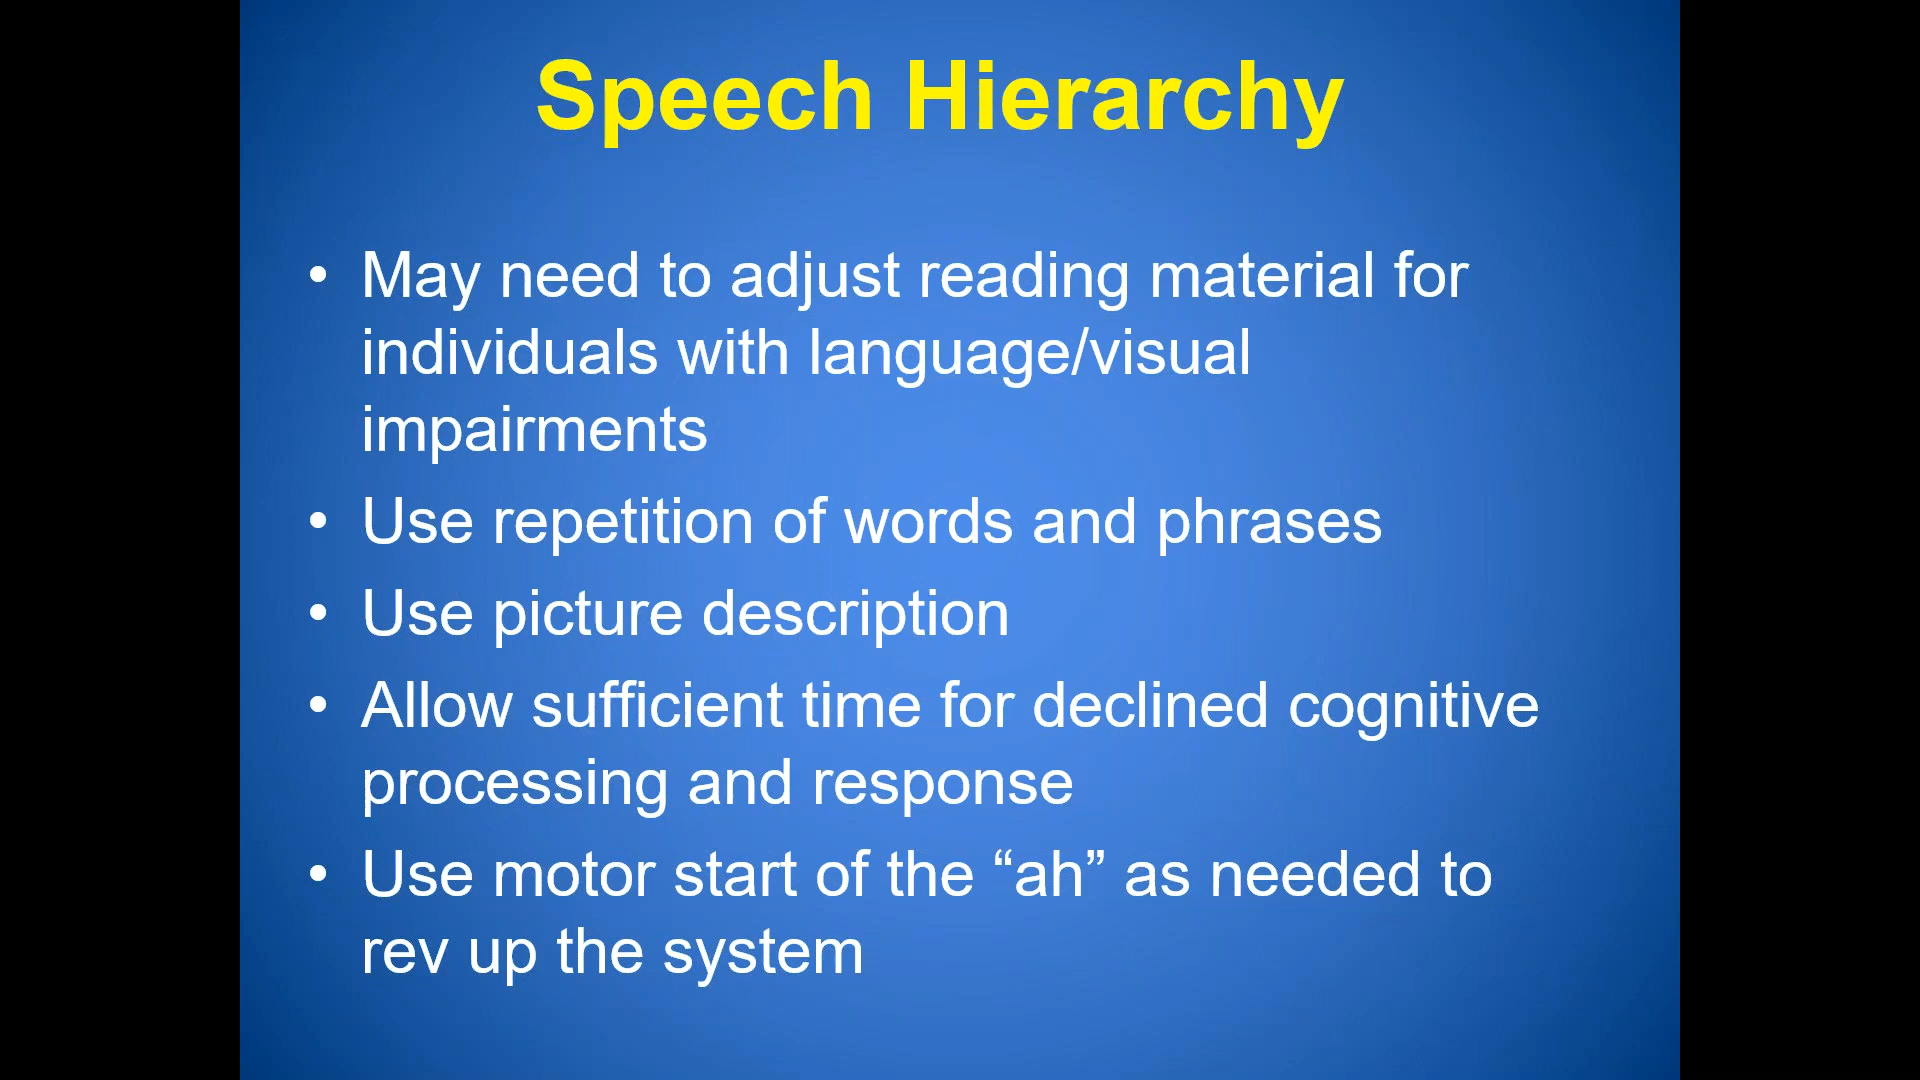 Speech Hierarchy
• May need to adjust reading material for
individuals with language/visual
impairments
• Use repetition of words and phrases
• Use picture description
• Allow sufficient time for declined cognitive
processing and response
• Use motor start of the “ah” as needed to
rev up the system